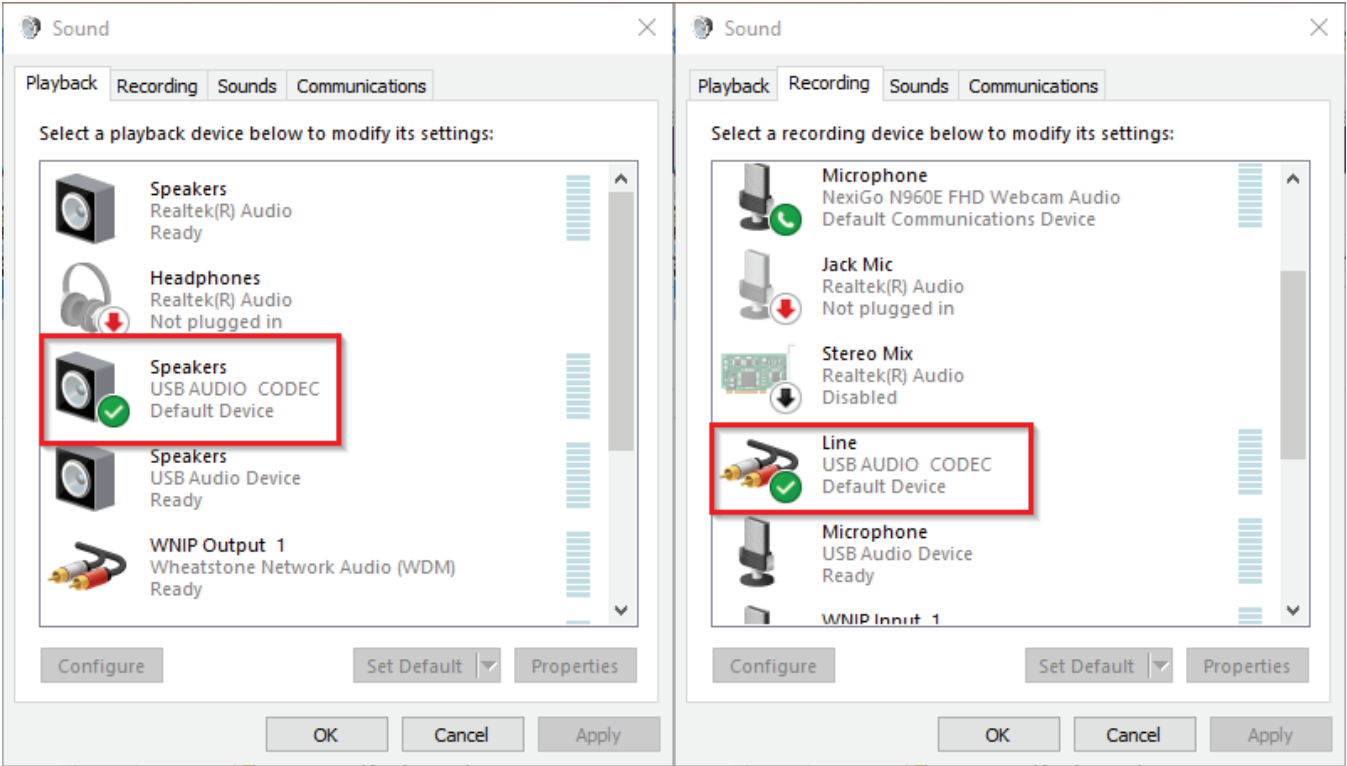 Sound
Playback Recording Sounds Communications
Select a playback device below to modify its settings:
Speakers
Realtek(R) Audio
Ready
Headphones
Realtek(R) Audio
Not plugged in
Speakers
USB AUDIO  CODEC
Default Device
Speakers
USB Audio Device
Ready
WNIP Output  1
Wheatstone Network Audio (WDM)
Ready
Configure Set Default Properties
OK Cancel Apply
Sound
Playback Recording Sounds Communications
Select a recording device below to modify its settings:
Microphone
NexiGo N960E FHD Webcam Audio
Default Communications Device
Jack Mic
Realtek(R) Audio
Not plugged in
Stereo Mix
Realtek(R) Audio
Disabled
Line
USB AUDIO  CODEC
Default Device
Microphone
USB Audio Device
Ready
WNIP Input  1
Configure Set Default Properties
OK Cancel Apply